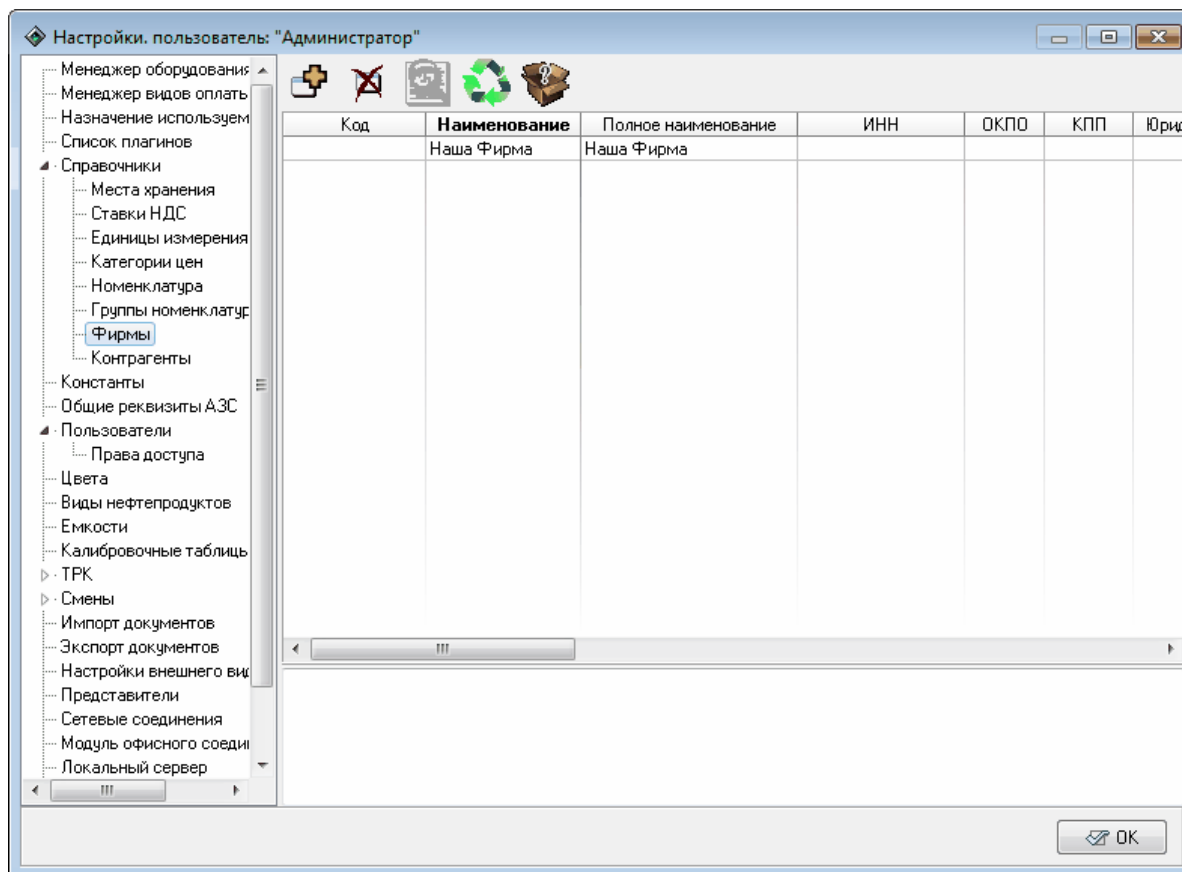 Настройки. пользователь: "Администратор"
Менеджер оборудования
Менеджер видов оплать
Назначение используем
Список плагинов
Справочники
Места хранения
Ставки НДС
Единицы измерения
Категории цен
Номенклатура
Группы номенклатур
Фирмы
Контрагенты
Константы
Общие реквизиты АЗС
Пользователи
Права доступа
Цвета
Виды нефтепродуктов
Емкости
Калибровочные таблиць
ТРК
Смены
Импорт документов
Экспорт документов
Настройки внешнего вид
Представители
Сетевые соединения
Модуль офисного соеди
Локальный сервер
Код Наименование Полное наименование ИНН ОКПО КПП Юрид
Наша Фирма Наша Фирма
OK